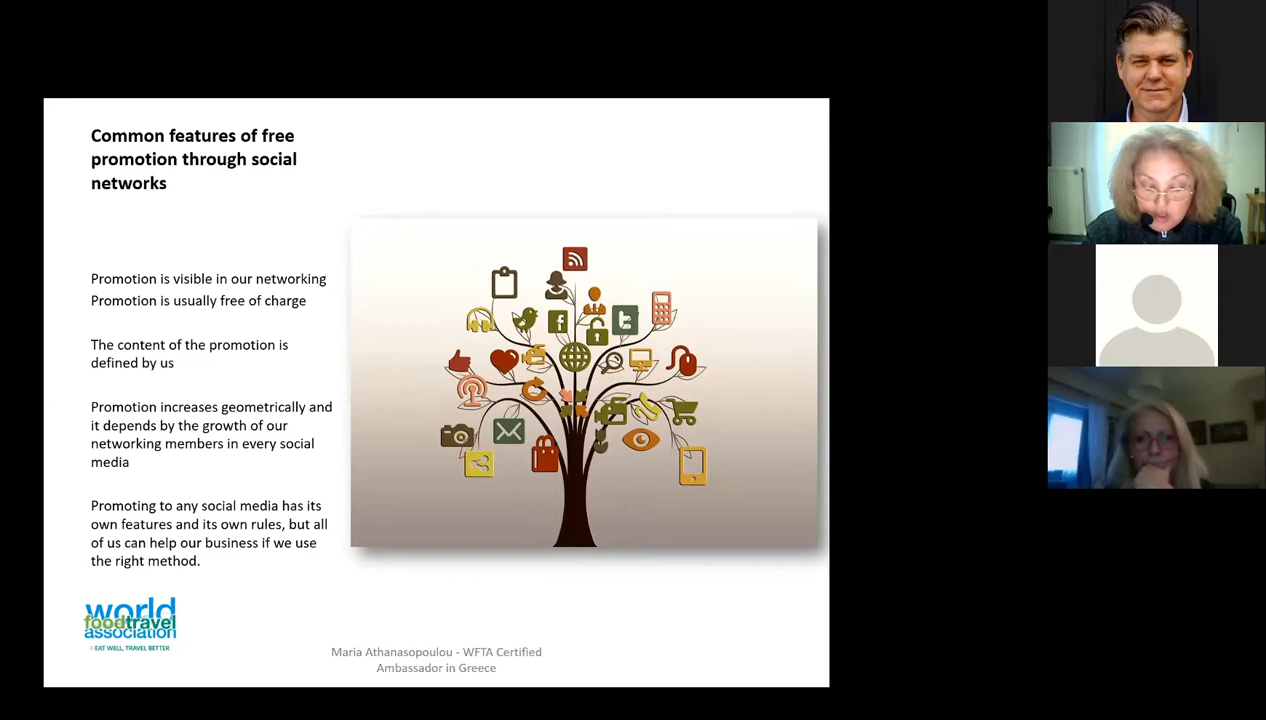 Common features of free
promotion through social
networks
Promotion is visible in our networking
Promotion is usually free of charge
The content of the promotion is
defined by us
Promotion increases geometrically and
it depends by the growth of our
networking members in every social
media
Promoting to any social media has its
own features and its own rules, but all
of us can help our business if we use
the right method.
world
foodtravel
association
EAT WELL, TRAVEL BETTER
Maria Athanasopoulou - WFTA Certified
Ambassador in Greece